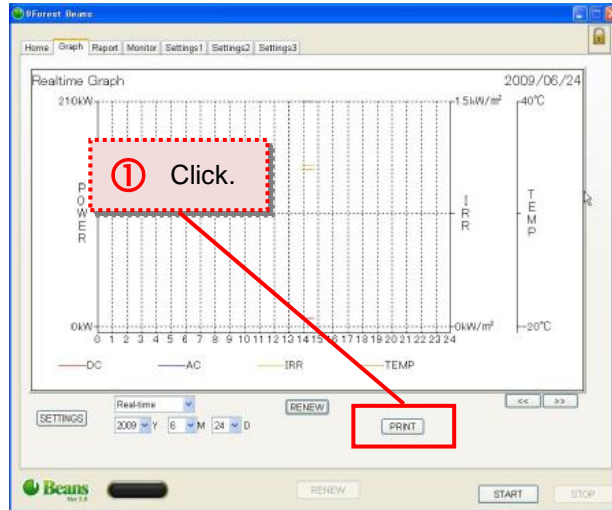 9Forest Beans
Home Graph Report Monitor Settings1 Settings2 Settings3
Realtime Graph 2009/06/24
210kW 1.5kW/m² 40℃
① Click.
POWER IRR TEMP
0kW 0kW/m² -20℃
0 1 2 3 4 5 6 7 8 9 10 11 12 13 14 15 16 17 18 19 20 21 22 23 24
DC AC IRR TEMP
Real-time RENEW << >>
SETTINGS 2009 Y 6 M 24 D PRINT
Beans RENEW START STOP